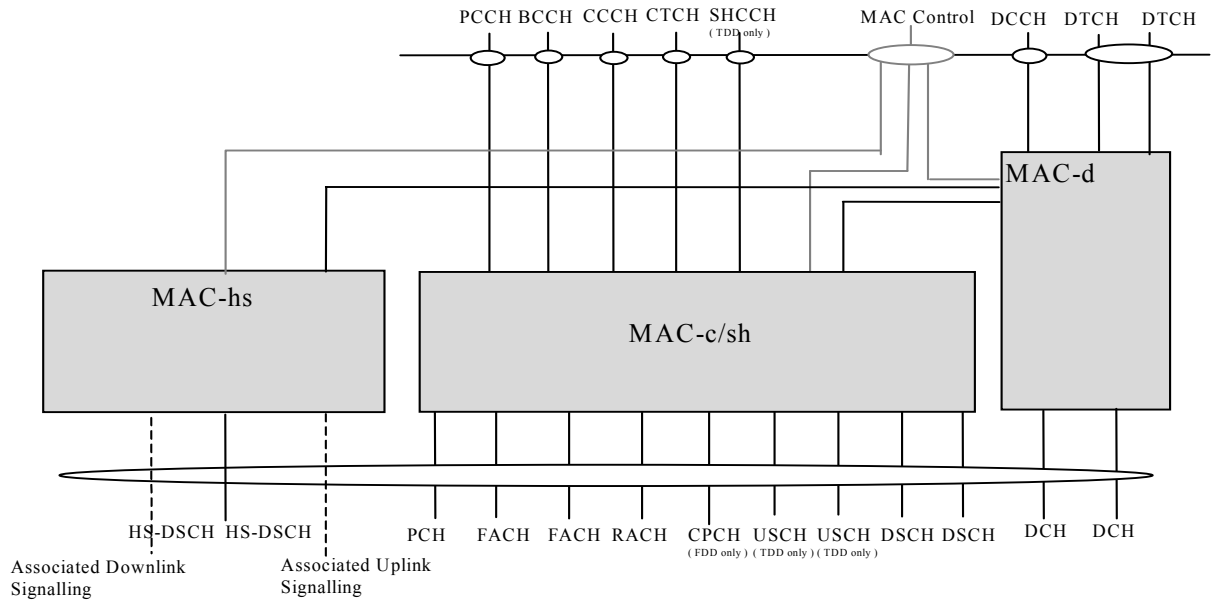 PCCH BCCH CCCH CTCH SHCCH MAC Control DCCH DTCH DTCH
( TDD only )
MAC-d
MAC-hs
MAC-c/sh
HS-DSCH HS-DSCH PCH FACH FACH RACH CPCH USCH USCH DSCH DSCH DCH DCH
( FDD only ) ( TDD only ) ( TDD only )
Associated Downlink
Signalling
Associated Uplink
Signalling